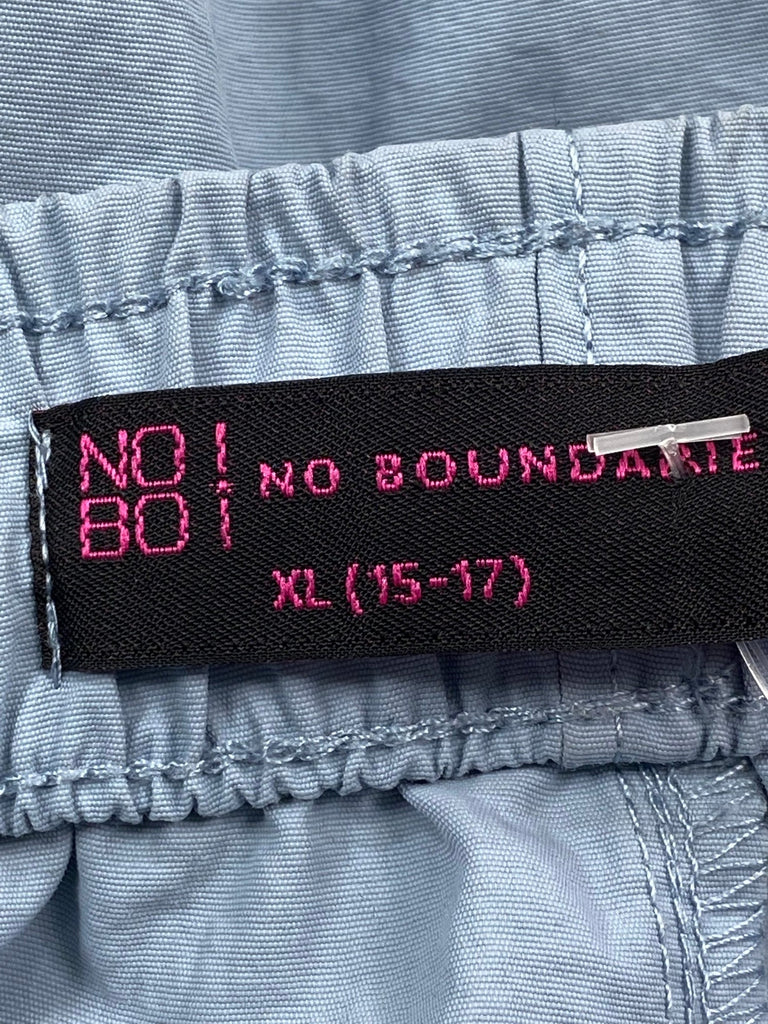 NO
BO
NO BOUNDARIE
XL (15-17)